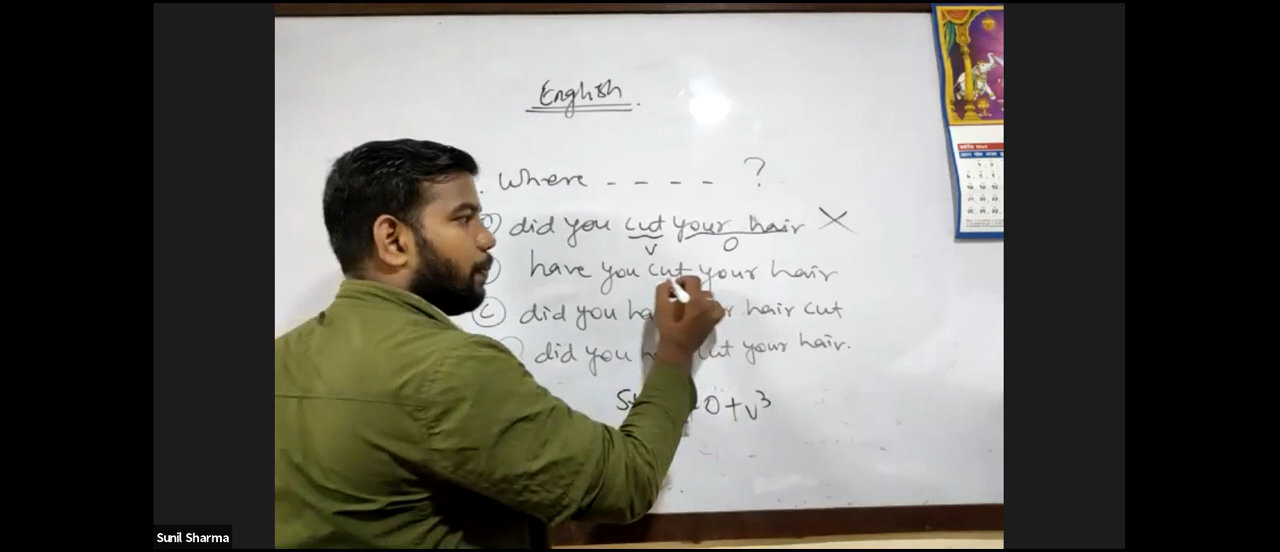 English.
. Where - - - - ?
did you cut your hair X
V O
have you cut your hair
(C) did you hair cut
did you cut your hair.
O+V3
Sunil Sharma